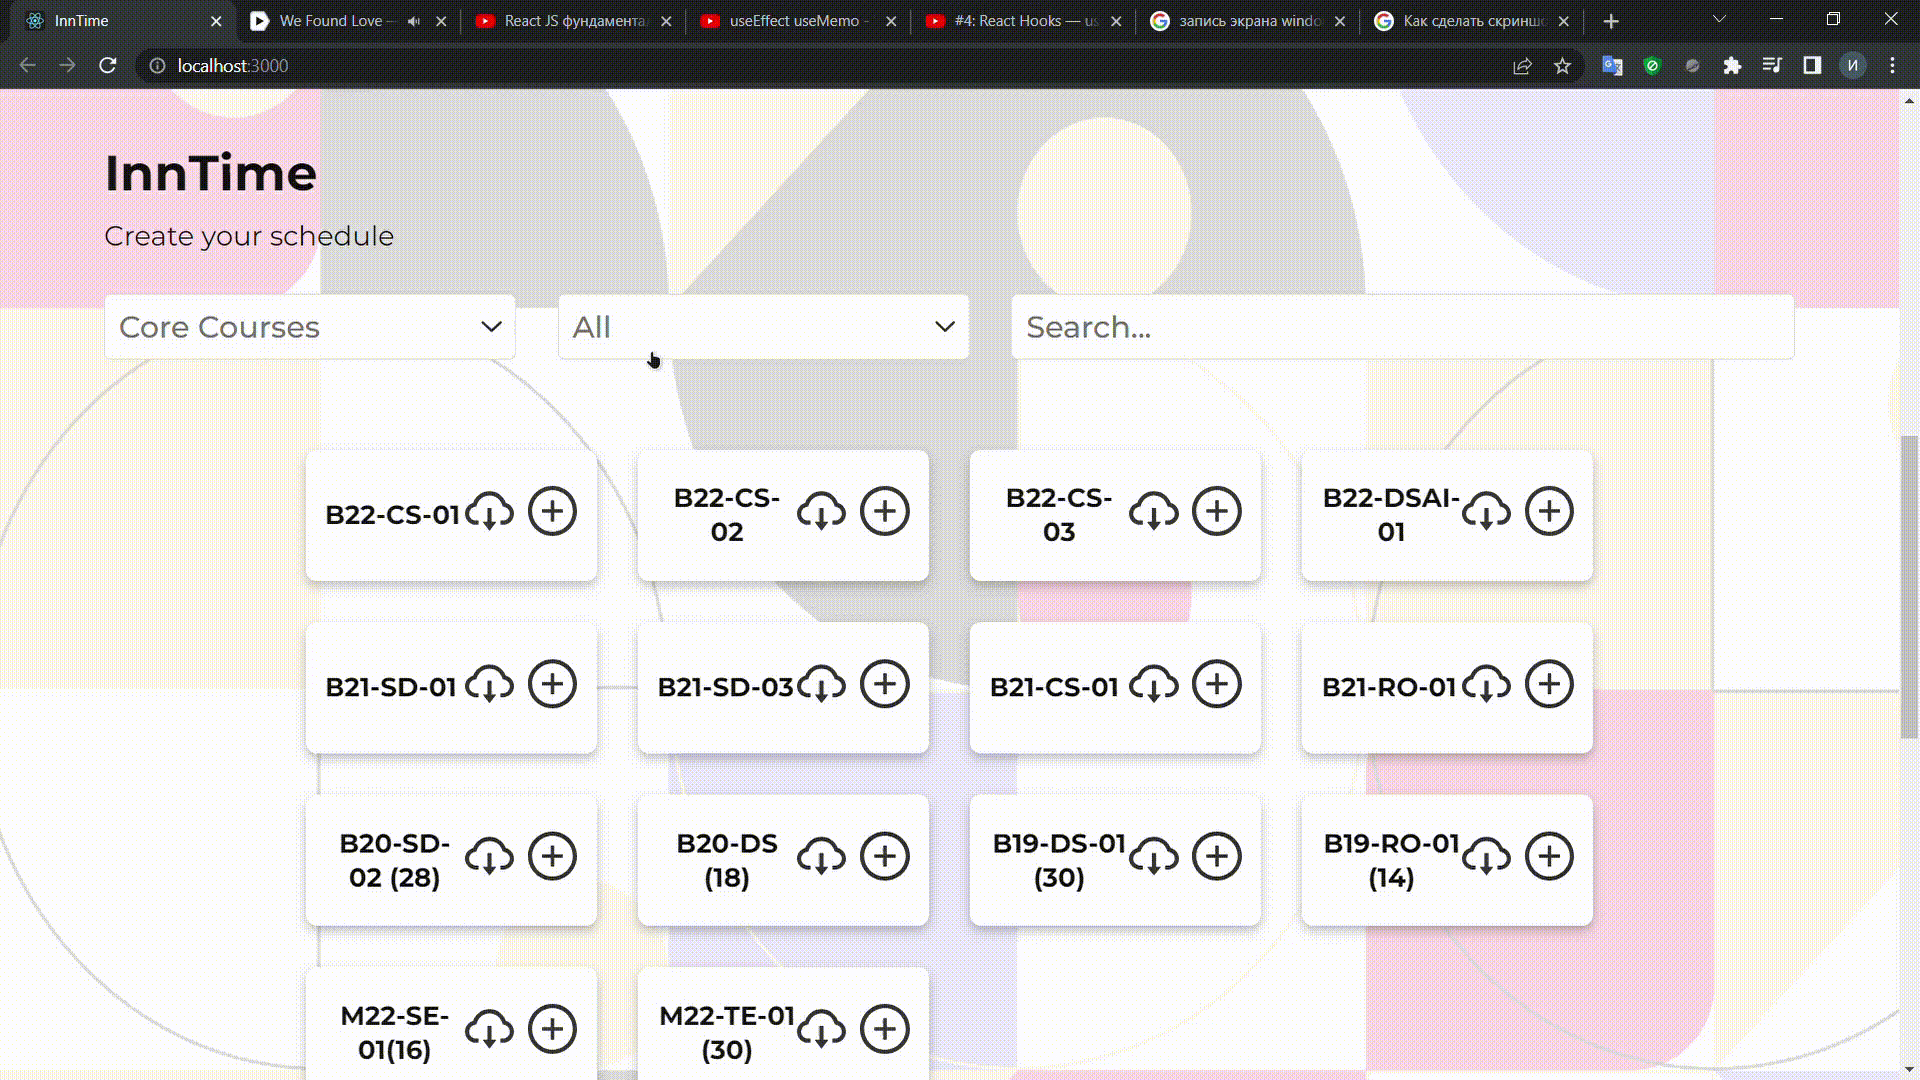 InnTime
We Found Love —
React JS фундамента
useEffect useMemo -
#4: React Hooks — us
запись экрана windo
Как сделать скриншо
localhost:3000
И
InnTime
Create your schedule
Core Courses
All
Search...
B22-CS-01
B22-CS-
02
B22-CS-
03
B22-DSAI-
01
B21-SD-01
B21-SD-03
B21-CS-01
B21-RO-01
B20-SD-
02 (28)
B20-DS
(18)
B19-DS-01
(30)
B19-RO-01
(14)
M22-SE-
01(16)
M22-TE-01
(30)